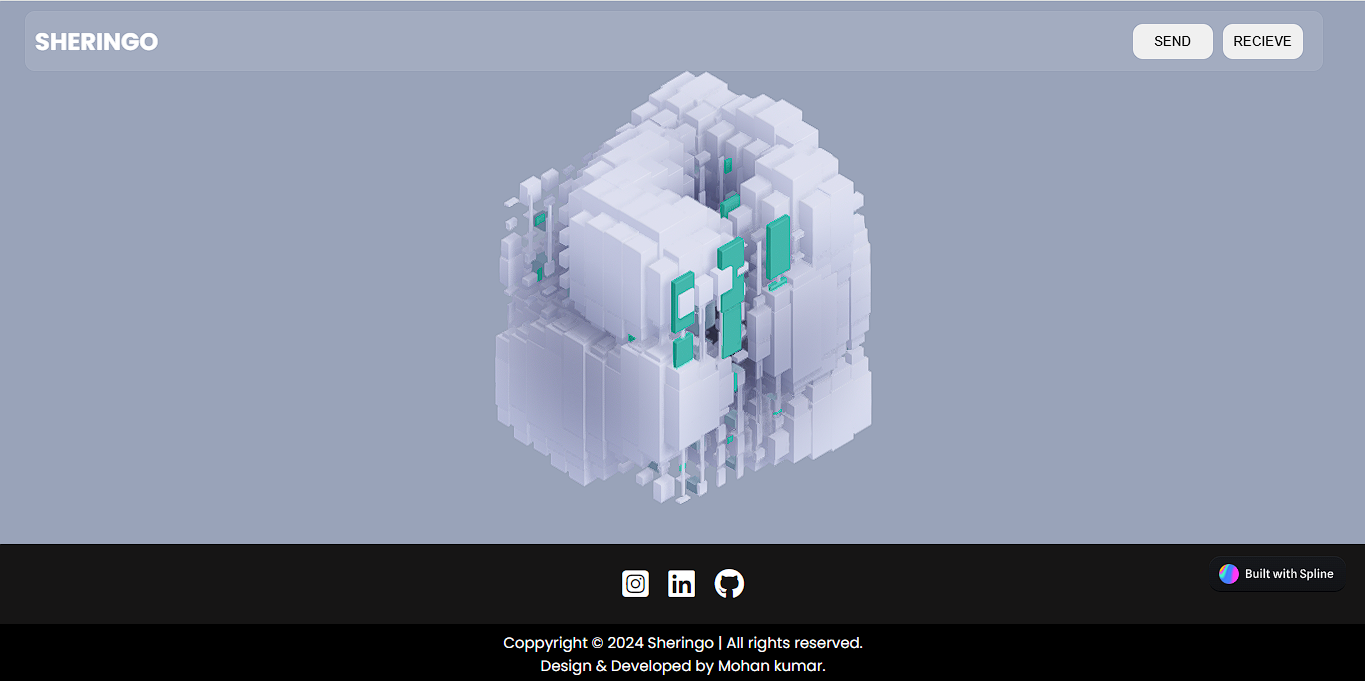 SHERINGO
SEND
RECIEVE
Built with Spline
Coppyright © 2024 Sheringo | All rights reserved.
Design & Developed by Mohan kumar.